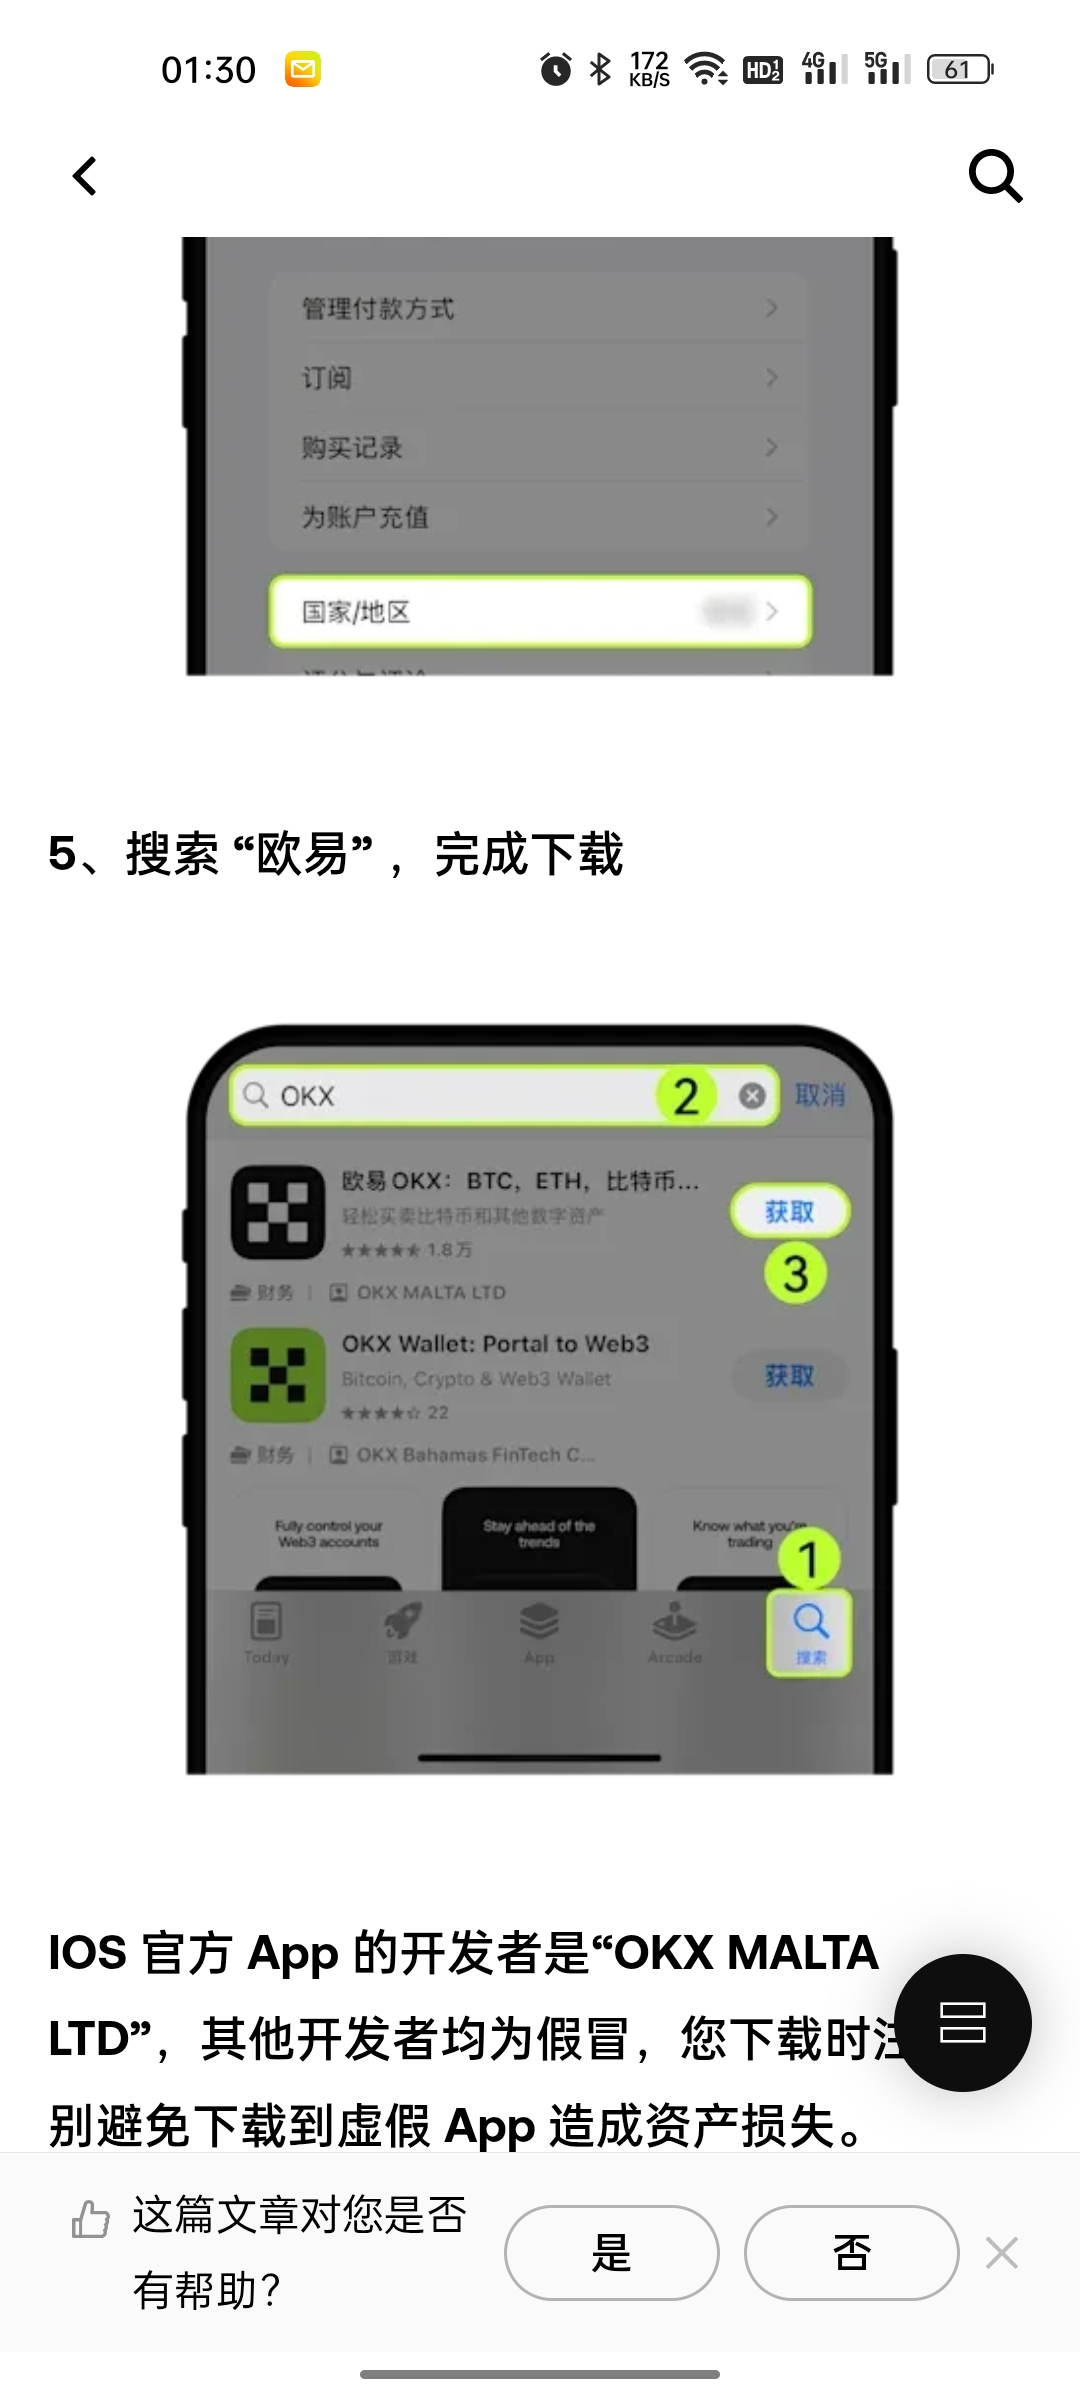 01:30
172
KB/S
HD
4G
5G
61
管理付款方式
订阅
购买记录
为账户充值
国家/地区
5、搜索 “欧易” ，完成下载
OKX
2
取消
欧易OKX：BTC，ETH，比特币...
轻松买卖比特币和其他数字资产
1.8万
获取
3
财务
OKX MALTA LTD
OKX Wallet: Portal to Web3
Bitcoin, Crypto & Web3 Wallet
22
获取
财务
OKX Bahamas FinTech C...
Fully control your
Web3 accounts
Stay ahead of the
trends
Know what you're
trading
1
Today
游戏
App
Arcade
搜索
IOS 官方 App 的开发者是“OKX MALTA
LTD”，其他开发者均为假冒，您下载时
别避免下载到虚假 App 造成资产损失。
这篇文章对您是否
有帮助？
是
否